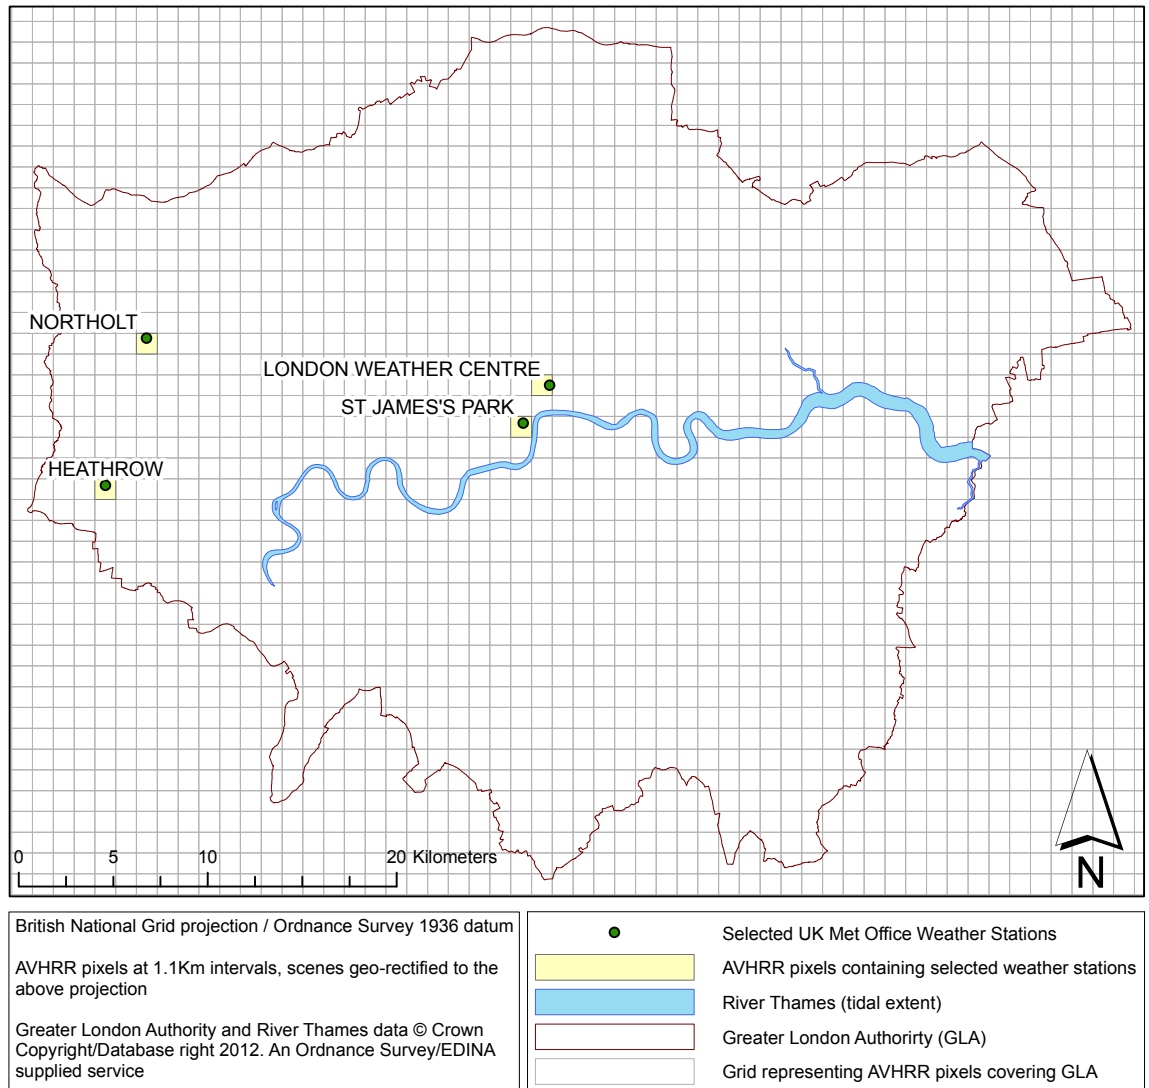 NORTHOLT
LONDON WEATHER CENTRE
ST JAMES'S PARK
HEATHROW
0 5 10 20 Kilometers
N
British National Grid projection / Ordnance Survey 1936 datum
AVHRR pixels at 1.1Km intervals, scenes geo-rectified to the
above projection
Greater London Authority and River Thames data © Crown
Copyright/Database right 2012. An Ordnance Survey/EDINA
supplied service
Selected UK Met Office Weather Stations
AVHRR pixels containing selected weather stations
River Thames (tidal extent)
Greater London Authorirty (GLA)
Grid representing AVHRR pixels covering GLA